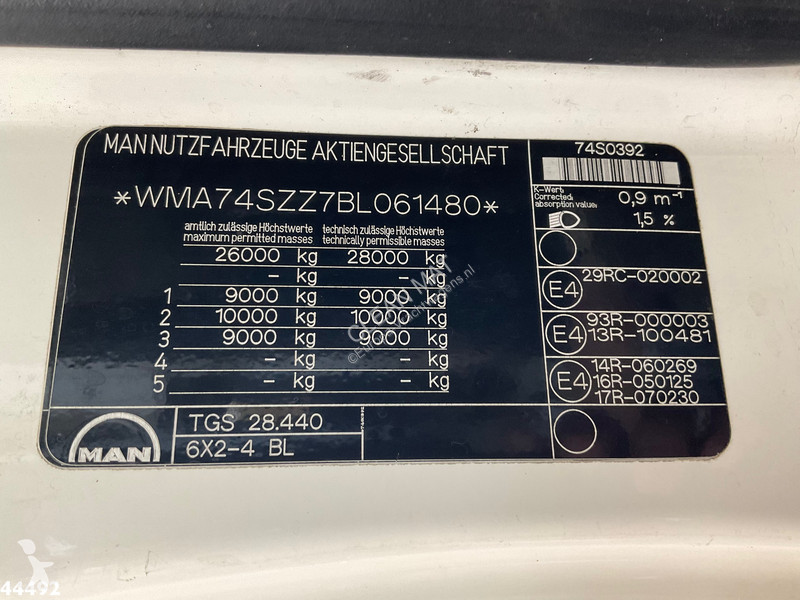 MAN NUTZFAHRZEUGE AKTIENGESELLSCHAFT
*WMA74SZZ7BL061480*
amtlich zulässige Höchstwerte technisch zulässige Höchstwerte
maximum permitted masses technically permissible masses
26000 kg 28000 kg
– kg – kg
1 9000 kg 9000 kg
2 10000 kg 10000 kg
3 9000 kg 9000 kg
4 – kg – kg
5 – kg – kg
MAN
TGS 28.440
6X2-4 BL
74S0392
K-Wert:
Corrected
absorption value:
0,9 m⁻¹
1,5 %
E4 29RC-020002
E4 93R-000003
13R-100481
E4 14R-060269
16R-050125
17R-070230
44492